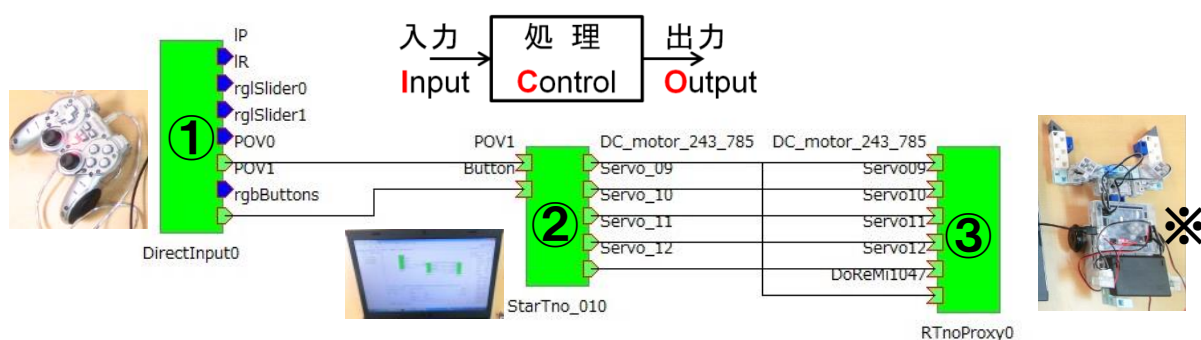 入力
Input
処 理
Control
出力
Output
lP
lR
rglSlider0
rglSlider1
POV0
POV1
rgbButtons
①
DirectInput0
POV1
Button
②
StarTno_010
DC_motor_243_785
Servo_09
Servo_10
Servo_11
Servo_12
DC_motor_243_785
Servo09
Servo10
Servo11
Servo12
DoReMi1047
③
RTnoProxy0
※